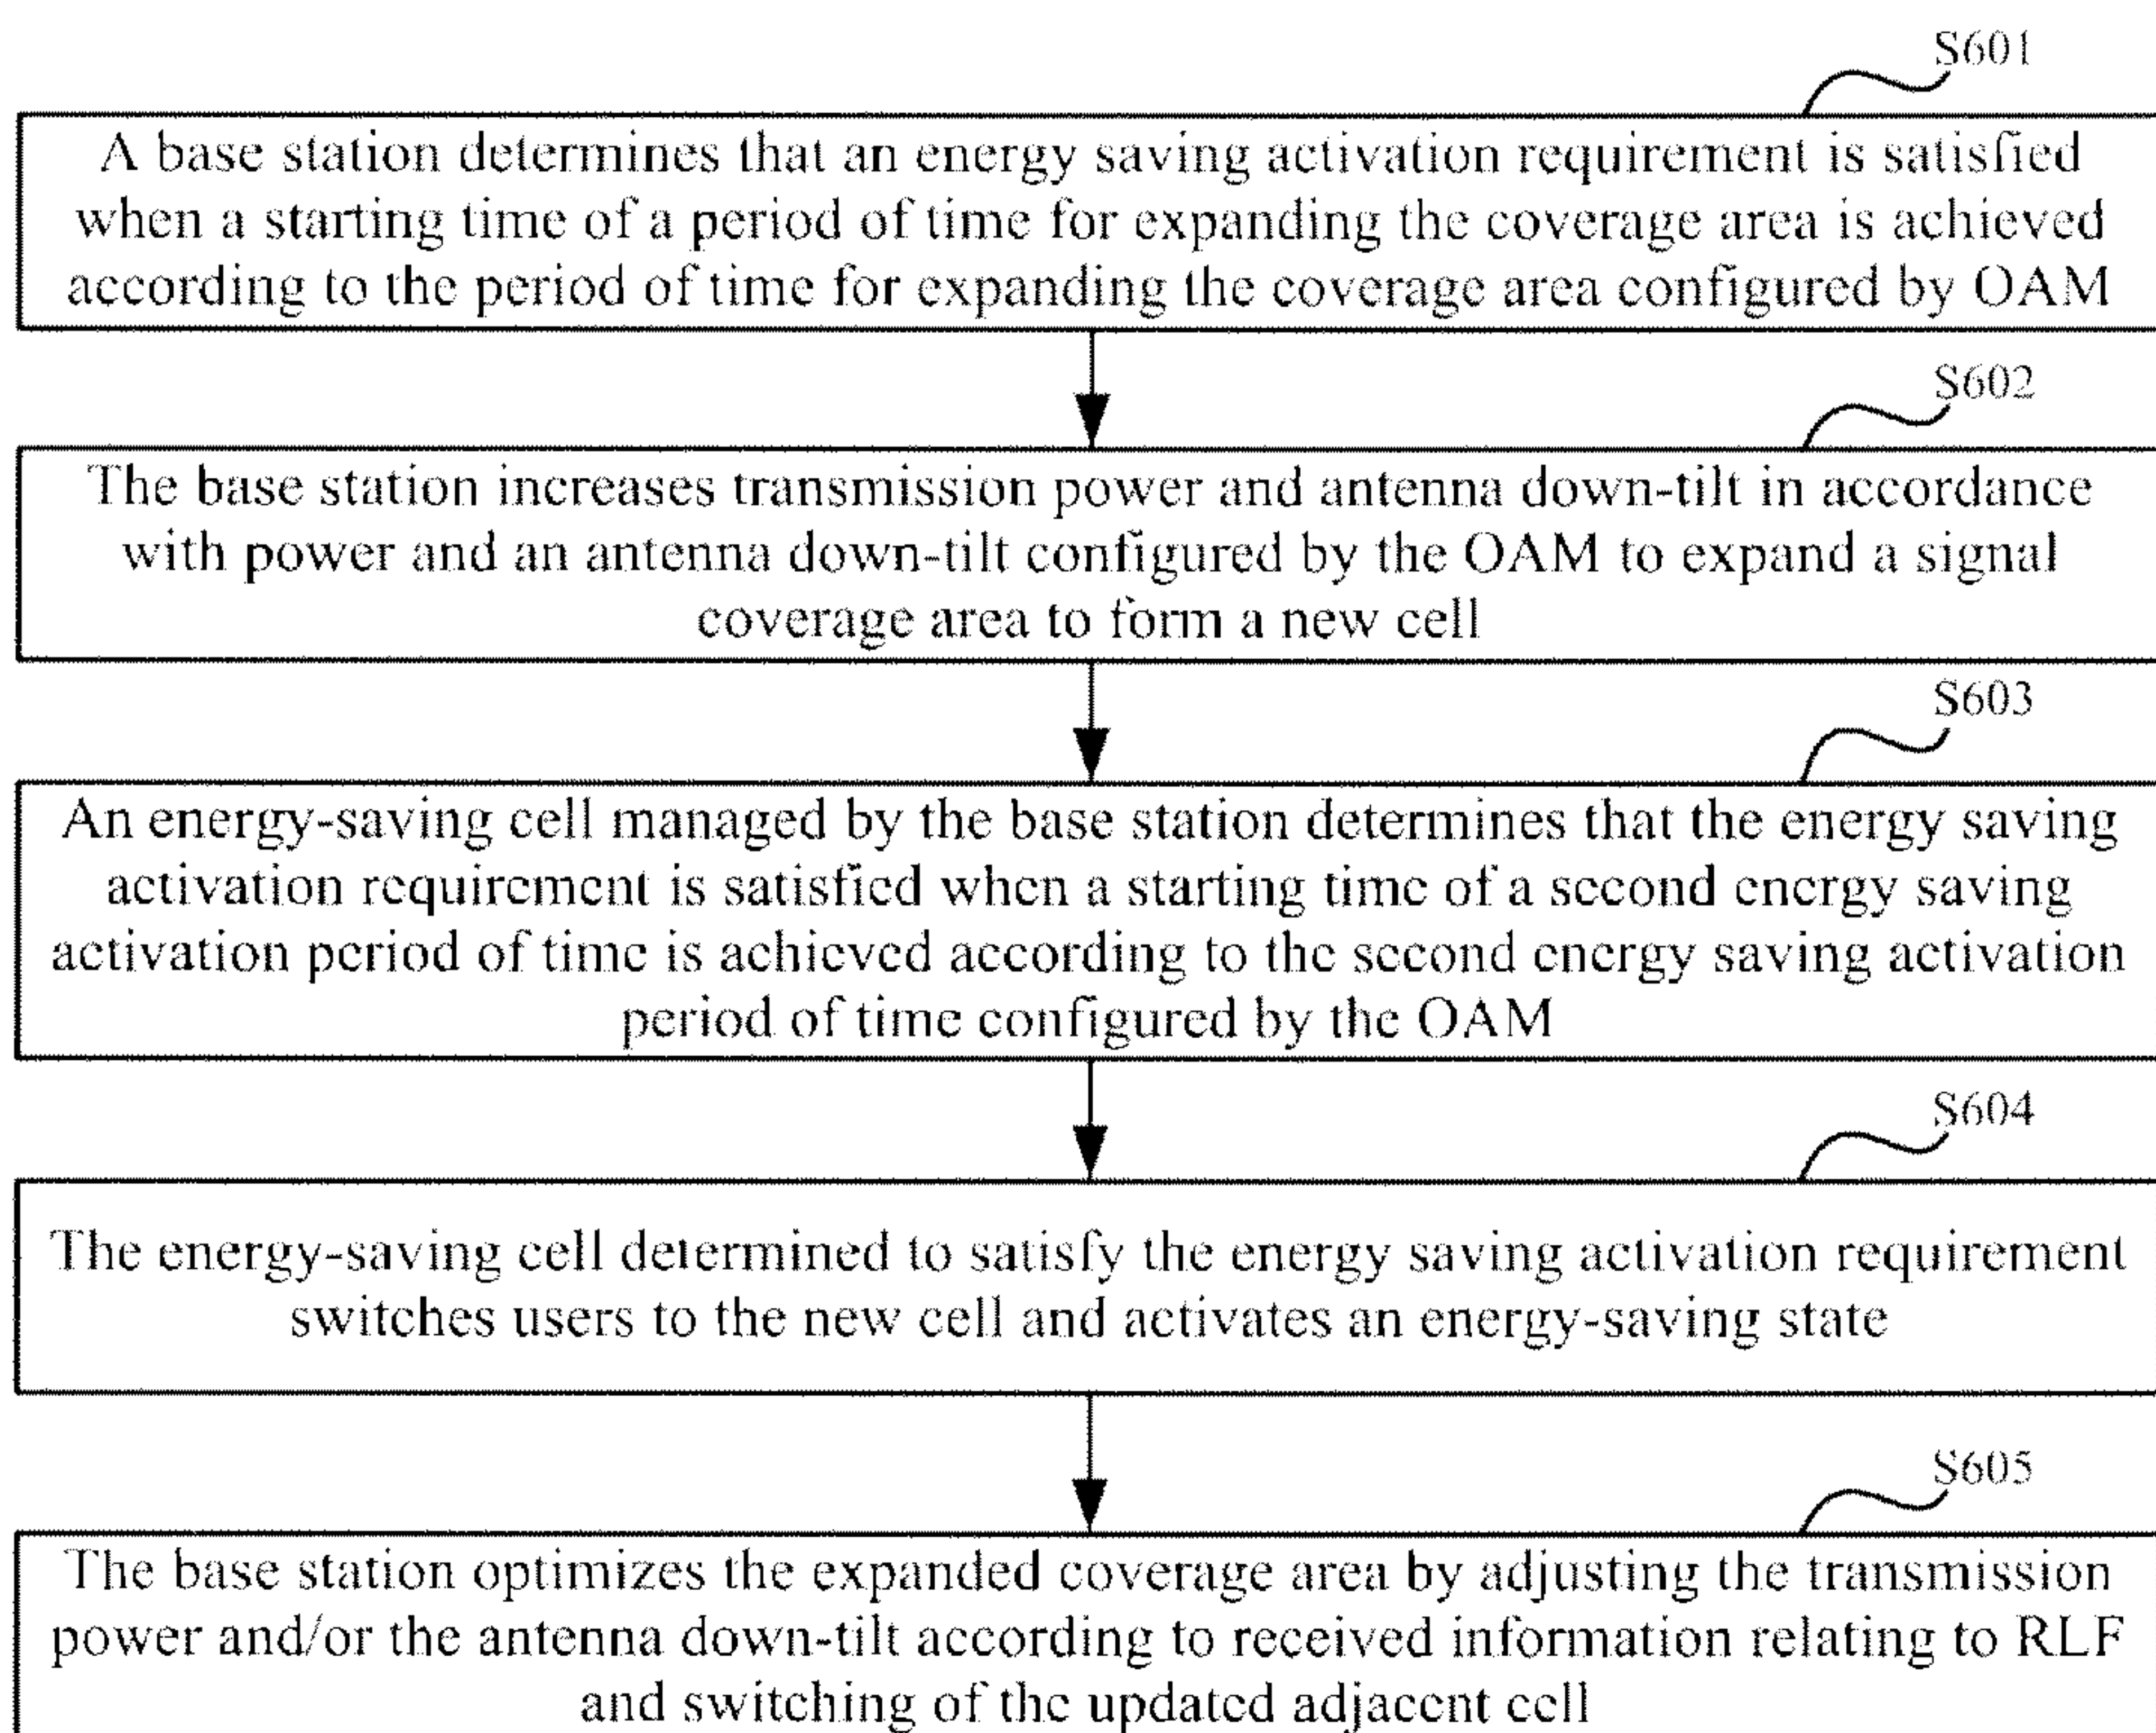 S601
A base station determines that an energy saving activation requirement is satisfied
when a starting time of a period of time for expanding the coverage area is achieved
according to the period of time for expanding the coverage area configured by OAM
S602
The base station increases transmission power and antenna down-tilt in accordance
with power and an antenna down-tilt configured by the OAM to expand a signal
coverage area to form a new cell
S603
An energy-saving cell managed by the base station determines that the energy saving
activation requirement is satisfied when a starting time of a second energy saving
activation period of time is achieved according to the second energy saving activation
period of time configured by the OAM
S604
The energy-saving cell determined to satisfy the energy saving activation requirement
switches users to the new cell and activates an energy-saving state
S605
The base station optimizes the expanded coverage area by adjusting the transmission
power and/or the antenna down-tilt according to received information relating to RLF
and switching of the updated adjacent cell